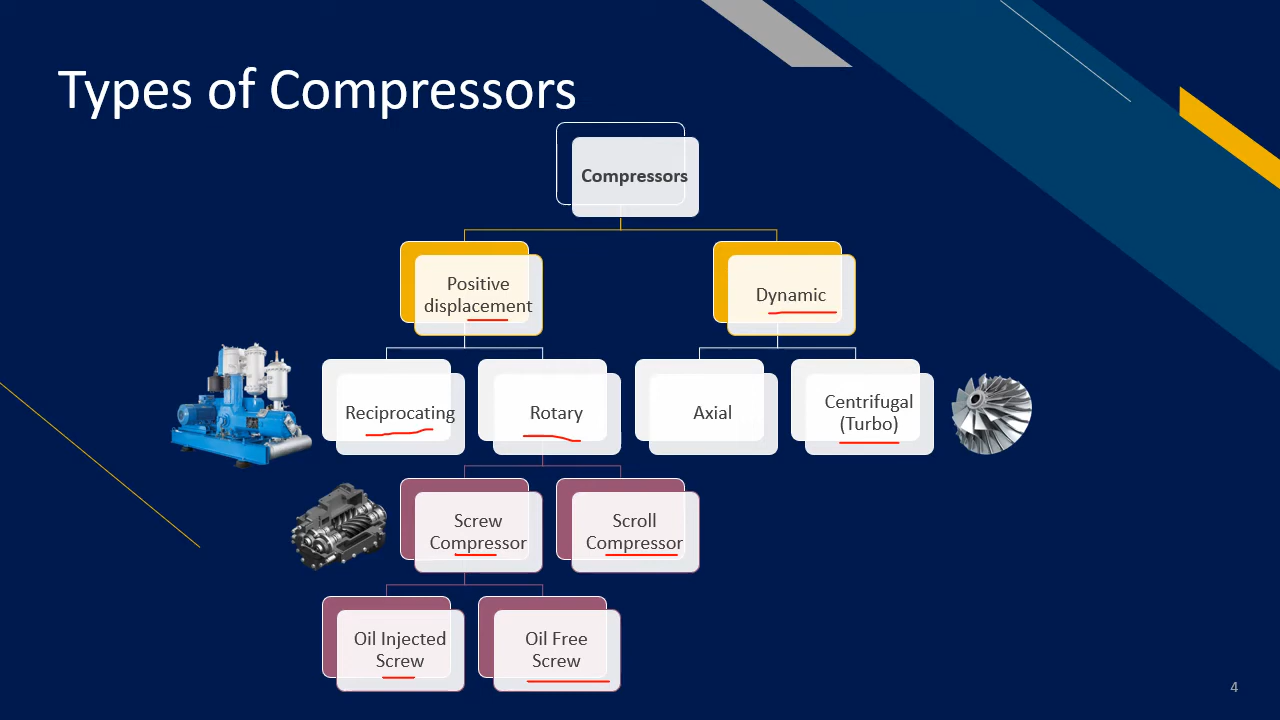 Types of Compressors
Compressors
Positive
displacement
Dynamic
Reciprocating
Rotary
Axial
Centrifugal
(Turbo)
Screw
Compressor
Scroll
Compressor
Oil Injected
Screw
Oil Free
Screw
4